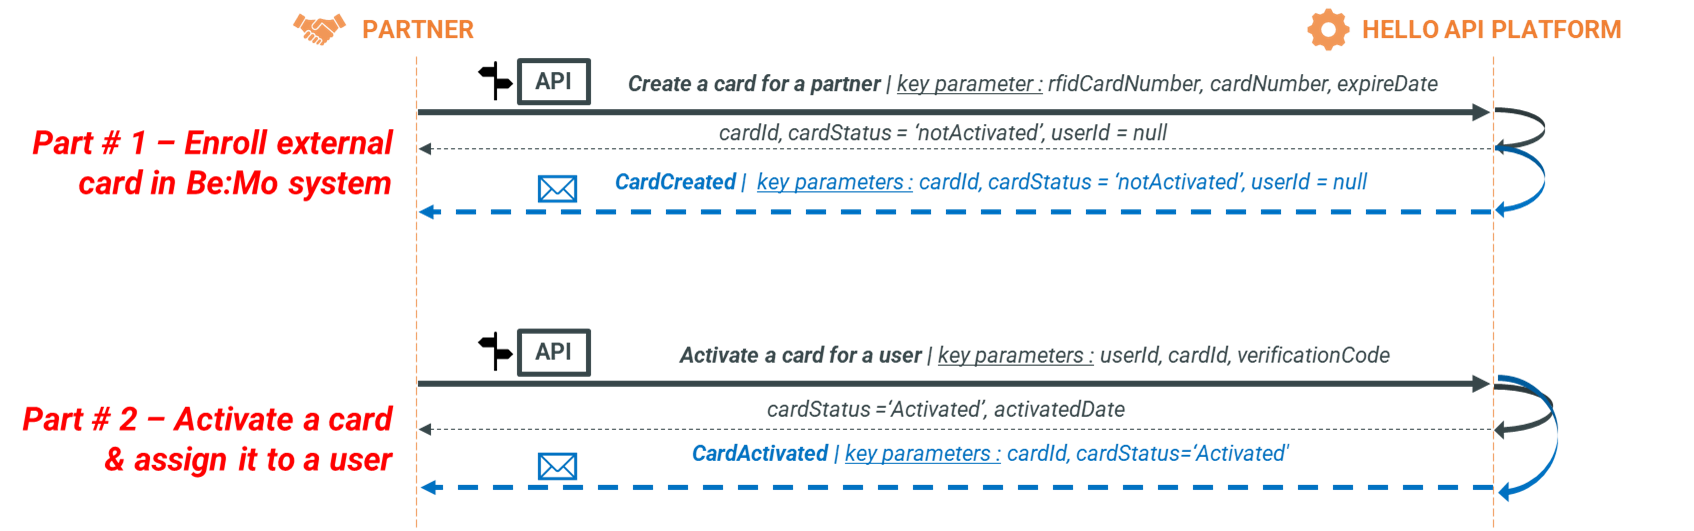 PARTNER
HELLO API PLATFORM
API
Create a card for a partner | key parameter : rfidCardNumber, cardNumber, expireDate
cardId, cardStatus = ‘notActivated’, userId = null
Part # 1 – Enroll external
card in Be:Mo system
CardCreated | key parameters : cardId, cardStatus = ‘notActivated’, userId = null
API
Activate a card for a user | key parameters : userId, cardId, verificationCode
cardStatus =‘Activated’, activatedDate
Part # 2 – Activate a card
& assign it to a user
CardActivated | key parameters : cardId, cardStatus=‘Activated'